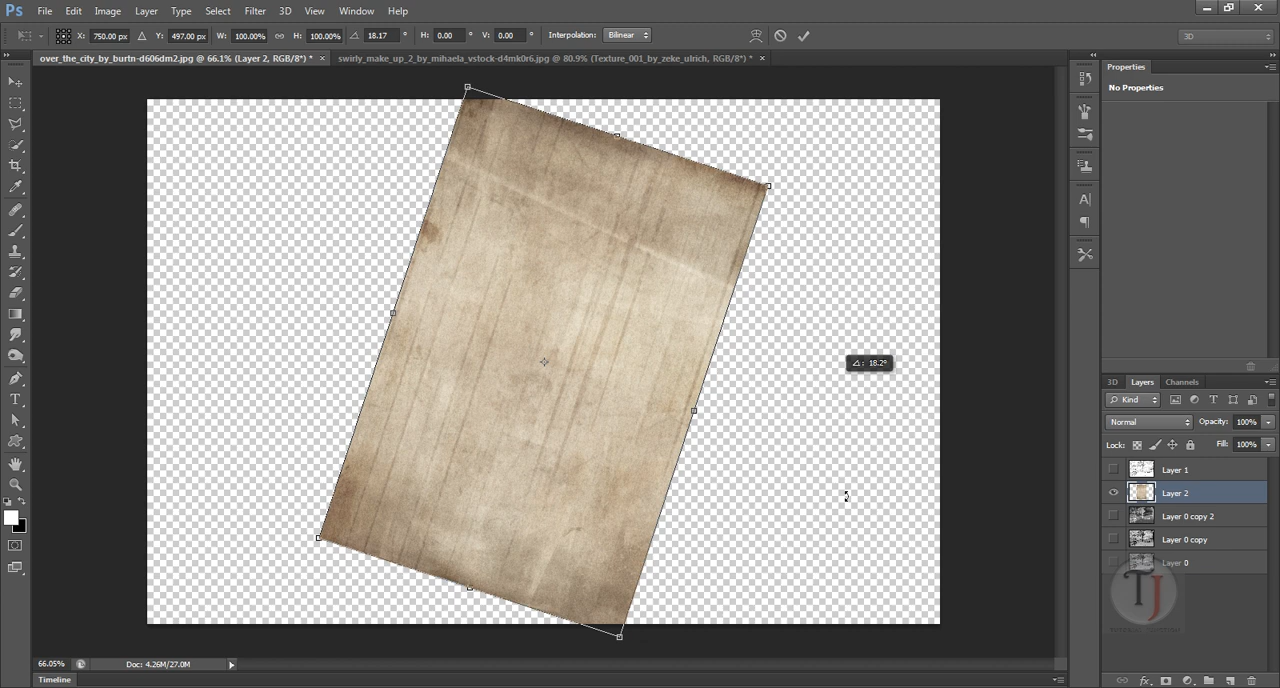 Ps File Edit Image Layer Type Select Filter 3D View Window Help
X: 750.00 px Y: 497.00 px W: 100.00% H: 100.00% 18.17 ° H: 0.00 ° V: 0.00 ° Interpolation: Bilinear 3D
over_the_city_by_burtn-d606dm2.jpg @ 66.1% (Layer 2, RGB/8*) * × swirly_make_up_2_by_mihaela_vstock-d4mk0r6.jpg @ 80.9% (Texture_001_by_zeke_ulrich, RGB/8*) * ×
Properties
No Properties
18.2°
3D Layers Channels
Kind
Normal Opacity: 100%
Lock: Fill: 100%
Layer 1
Layer 2
Layer 0 copy 2
Layer 0 copy
Layer 0
TJ
66.05% Doc: 4.26M/27.0M
Timeline